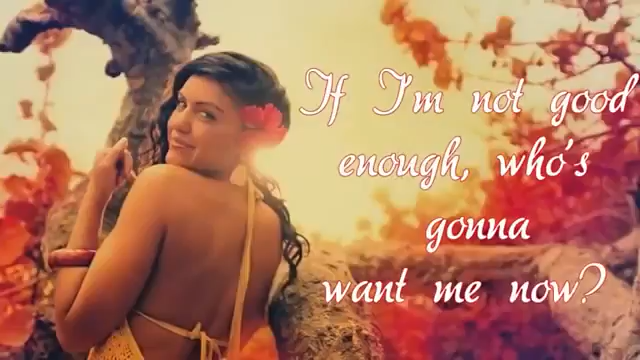 If I'm not good
enough, who's
gonna
want me now?